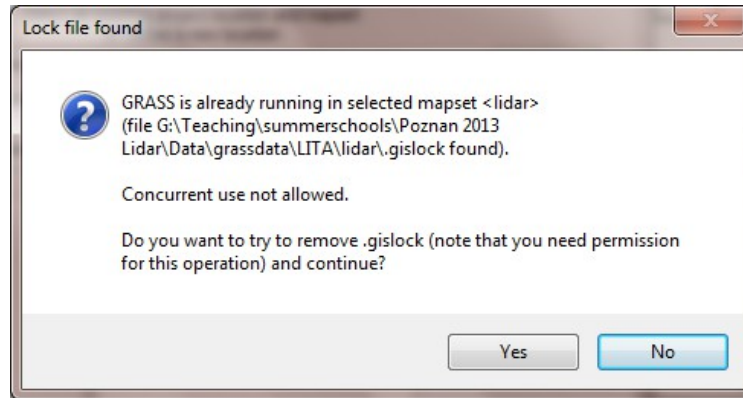 Lock file found
GRASS is already running in selected mapset <lidar>
(file G:\Teaching\summerschools\Poznan 2013
Lidar\Data\grassdata\LITA\lidar\.gislock found).
Concurrent use not allowed.
Do you want to try to remove .gislock (note that you need permission
for this operation) and continue?
Yes
No